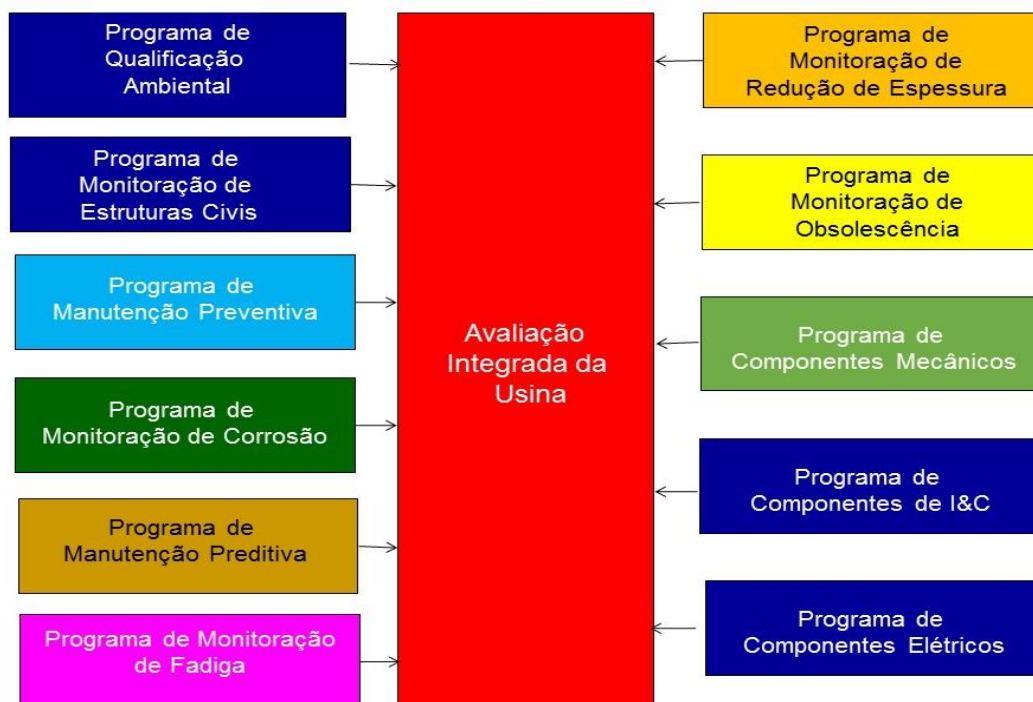 Programa de
Qualificação
Ambiental
Programa de
Monitoração de
Estruturas Civis
Programa de
Manutenção Preventiva
Programa de
Monitoração de Corrosão
Programa de
Manutenção Preditiva
Programa de Monitoração
de Fadiga
Avaliação
Integrada da
Usina
Programa de
Monitoração de
Redução de Espessura
Programa de
Monitoração de
Obsolescência
Programa de
Componentes Mecânicos
Programa de
Componentes de I&C
Programa de
Componentes Elétricos